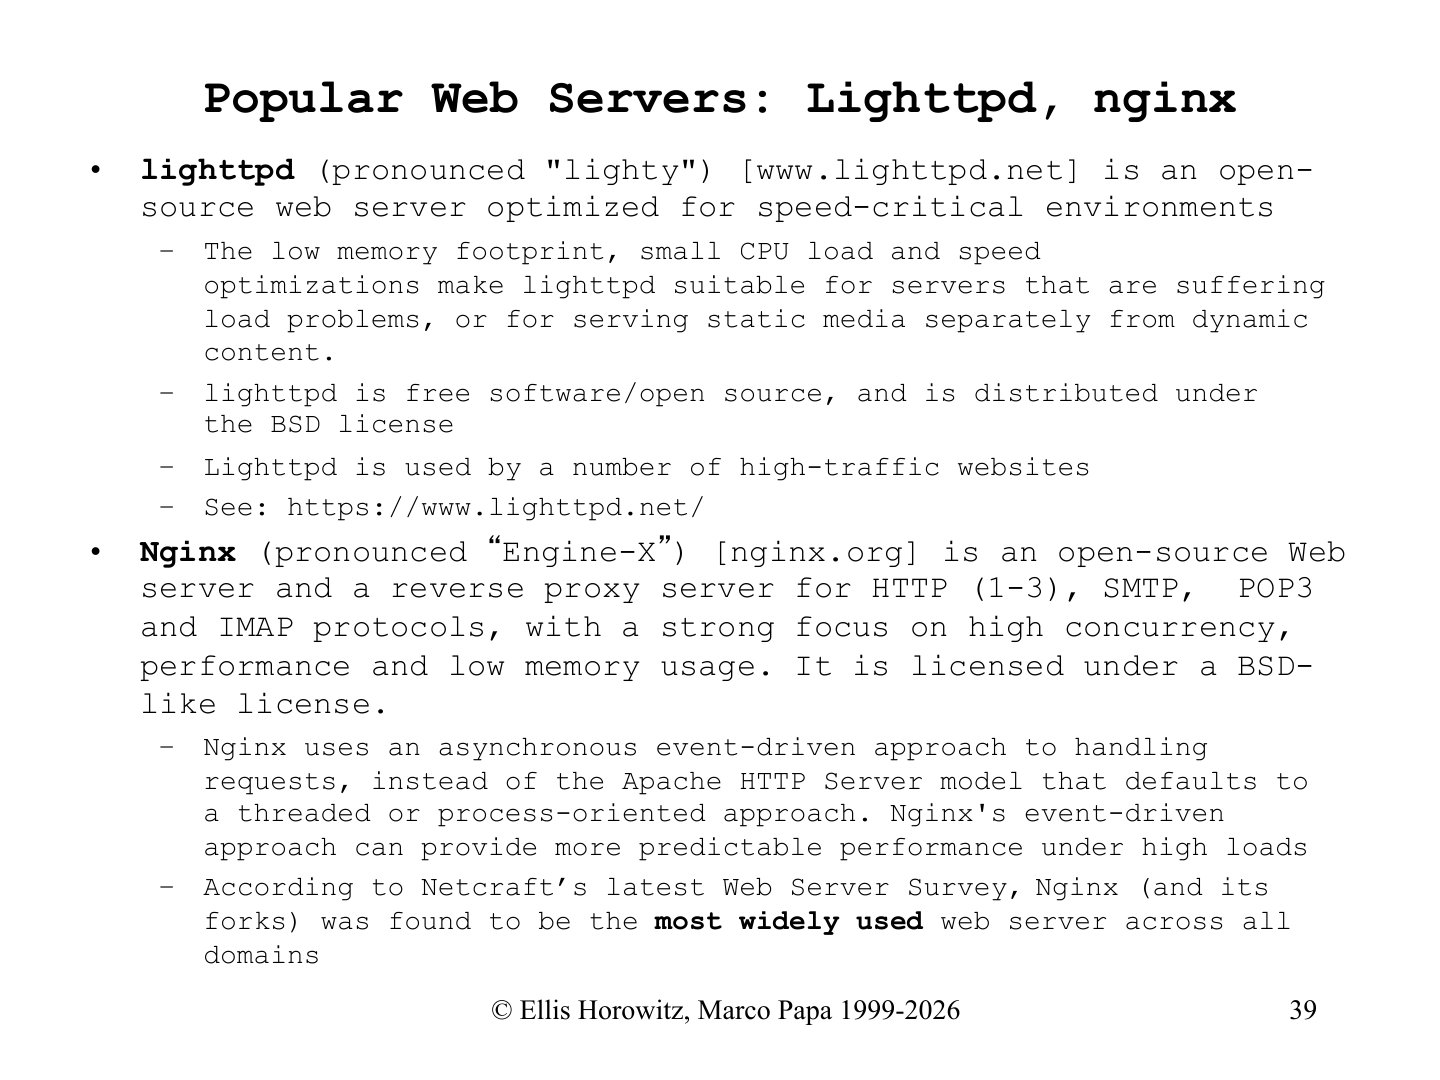 Popular Web Servers: Lighttpd, nginx
• lighttpd (pronounced "lighty") [www.lighttpd.net] is an open-
source web server optimized for speed-critical environments
– The low memory footprint, small CPU load and speed
optimizations make lighttpd suitable for servers that are suffering
load problems, or for serving static media separately from dynamic
content.
– lighttpd is free software/open source, and is distributed under
the BSD license
– Lighttpd is used by a number of high-traffic websites
– See: https://www.lighttpd.net/
• Nginx (pronounced “Engine-X”) [nginx.org] is an open-source Web
server and a reverse proxy server for HTTP (1-3), SMTP, POP3
and IMAP protocols, with a strong focus on high concurrency,
performance and low memory usage. It is licensed under a BSD-
like license.
– Nginx uses an asynchronous event-driven approach to handling
requests, instead of the Apache HTTP Server model that defaults to
a threaded or process-oriented approach. Nginx's event-driven
approach can provide more predictable performance under high loads
– According to Netcraft’s latest Web Server Survey, Nginx (and its
forks) was found to be the most widely used web server across all
domains
© Ellis Horowitz, Marco Papa 1999-2026
39